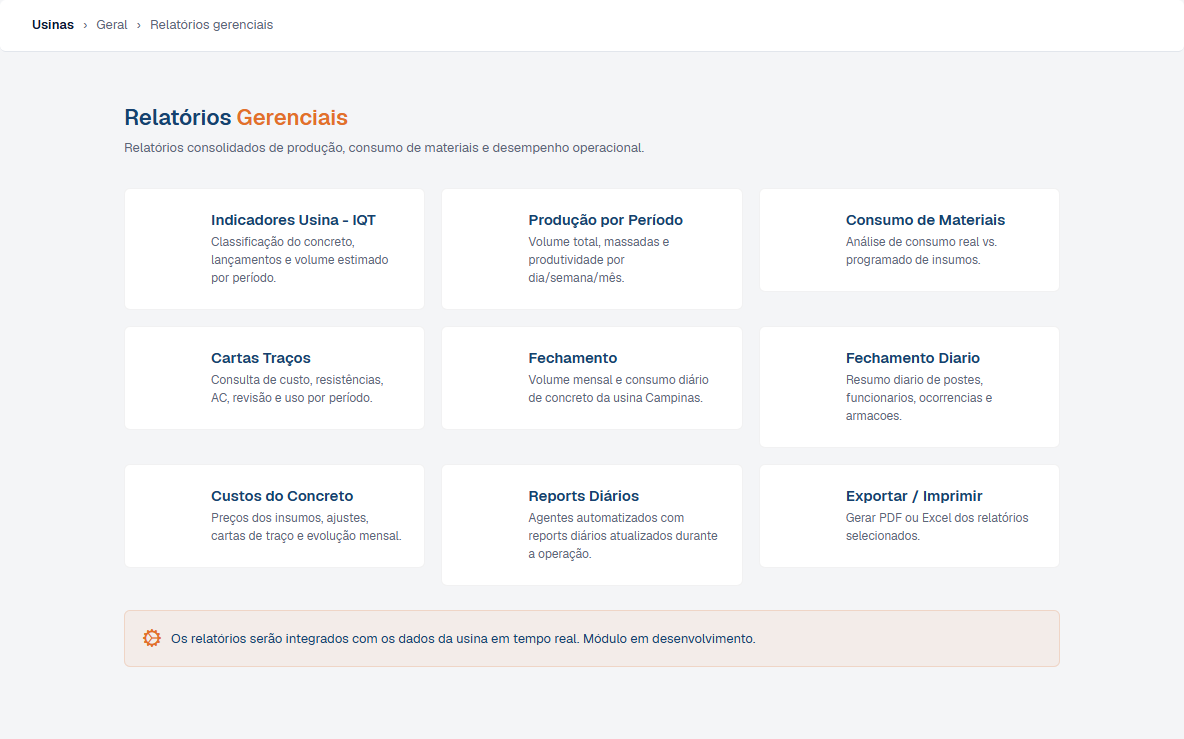 Usinas › Geral › Relatórios gerenciais
Relatórios Gerenciais
Relatórios consolidados de produção, consumo de materiais e desempenho operacional.
Indicadores Usina - IQT
Classificação do concreto,
lançamentos e volume estimado
por período.
Produção por Período
Volume total, massadas e
produtividade por
dia/semana/mês.
Consumo de Materiais
Análise de consumo real vs.
programado de insumos.
Cartas Traços
Consulta de custo, resistências,
AC, revisão e uso por período.
Fechamento
Volume mensal e consumo diário
de concreto da usina Campinas.
Fechamento Diario
Resumo diario de postes,
funcionarios, ocorrencias e
armacoes.
Custos do Concreto
Preços dos insumos, ajustes,
cartas de traço e evolução mensal.
Reports Diários
Agentes automatizados com
reports diários atualizados durante
a operação.
Exportar / Imprimir
Gerar PDF ou Excel dos relatórios
selecionados.
Os relatórios serão integrados com os dados da usina em tempo real. Módulo em desenvolvimento.